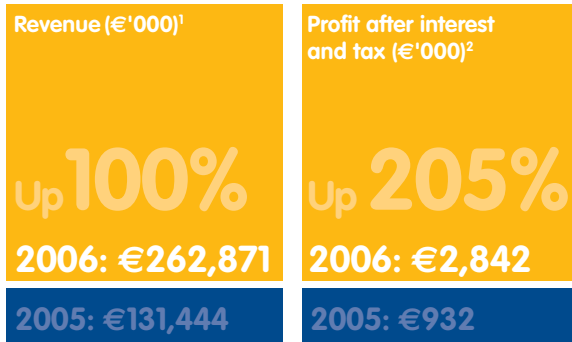 Revenue (€'000)¹
Up 100%
2006: €262,871
2005: €131,444
Profit after interest
and tax (€'000)²
Up 205%
2006: €2,842
2005: €932